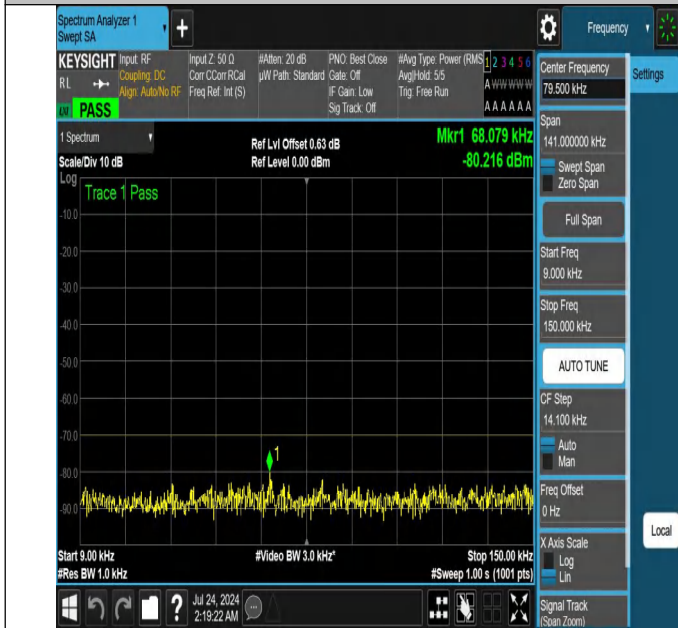 Spectrum Analyzer 1
Swept SA
+
Frequency
KEYSIGHT
RL
PASS
Input: RF
Coupling: DC
Align: Auto/No RF
Input Z: 50 Ω
Corr CCorr RCal
Freq Ref: Int (S)
#Atten: 20 dB
µW Path: Standard
PNO: Best Close
Gate: Off
IF Gain: Low
Sig Track: Off
#Avg Type: Power (RMS
Avg|Hold: 5/5
Trig: Free Run
1 2 3 4 5 6
A W W W W W
A A A A A A
1 Spectrum
Scale/Div 10 dB
Ref Lvl Offset 0.63 dB
Ref Level 0.00 dBm
Mkr1 68.079 kHz
-80.216 dBm
Log
Trace 1 Pass
-10.0
-20.0
-30.0
-40.0
-50.0
-60.0
-70.0
-80.0
-90.0
1
Start 9.00 kHz
#Res BW 1.0 kHz
#Video BW 3.0 kHz*
Stop 150.00 kHz
#Sweep 1.00 s (1001 pts)
?
Jul 24, 2024
2:19:22 AM
Center Frequency
79.500 kHz
Settings
Span
141.000000 kHz
Swept Span
Zero Span
Full Span
Start Freq
9.000 kHz
Stop Freq
150.000 kHz
AUTO TUNE
CF Step
14.100 kHz
Auto
Man
Freq Offset
0 Hz
Local
X Axis Scale
Log
Lin
Signal Track
(Span Zoom)